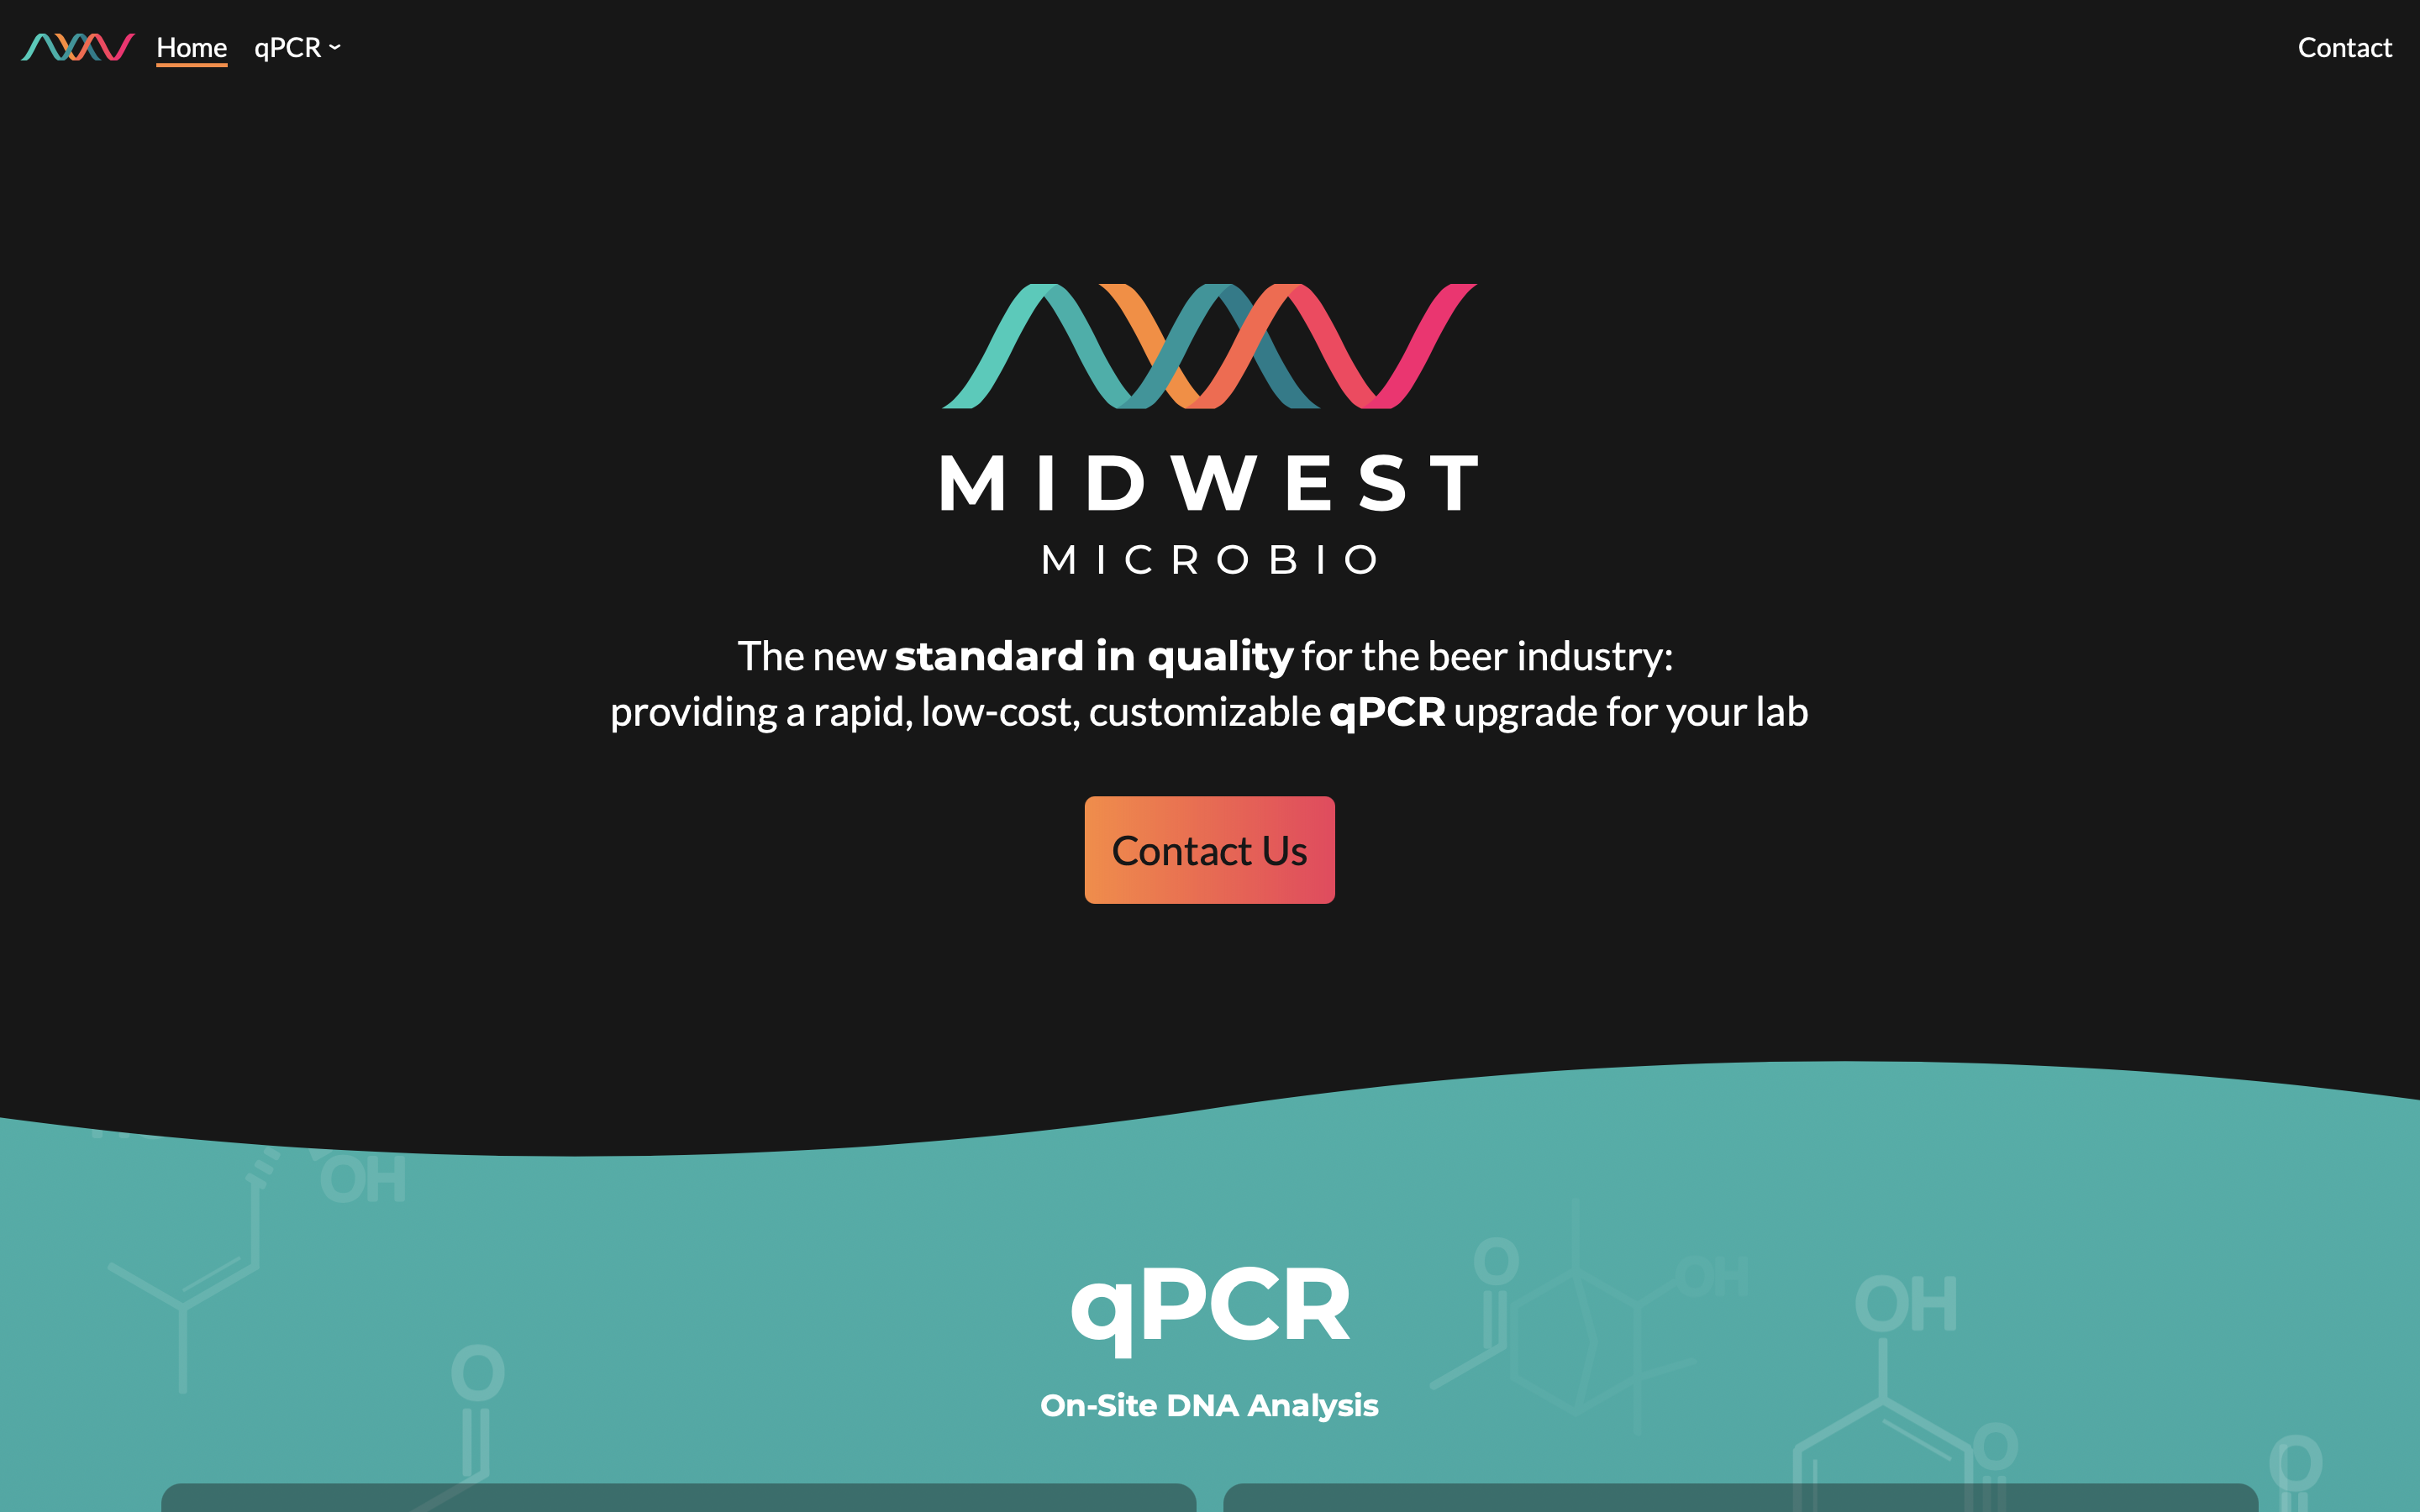 Home qPCR
Contact
MIDWEST
MICROBIO
The new standard in quality for the beer industry:
providing a rapid, low-cost, customizable qPCR upgrade for your lab
Contact Us
OH
qPCR
On-Site DNA Analysis
O
OH
OH
O
O
O